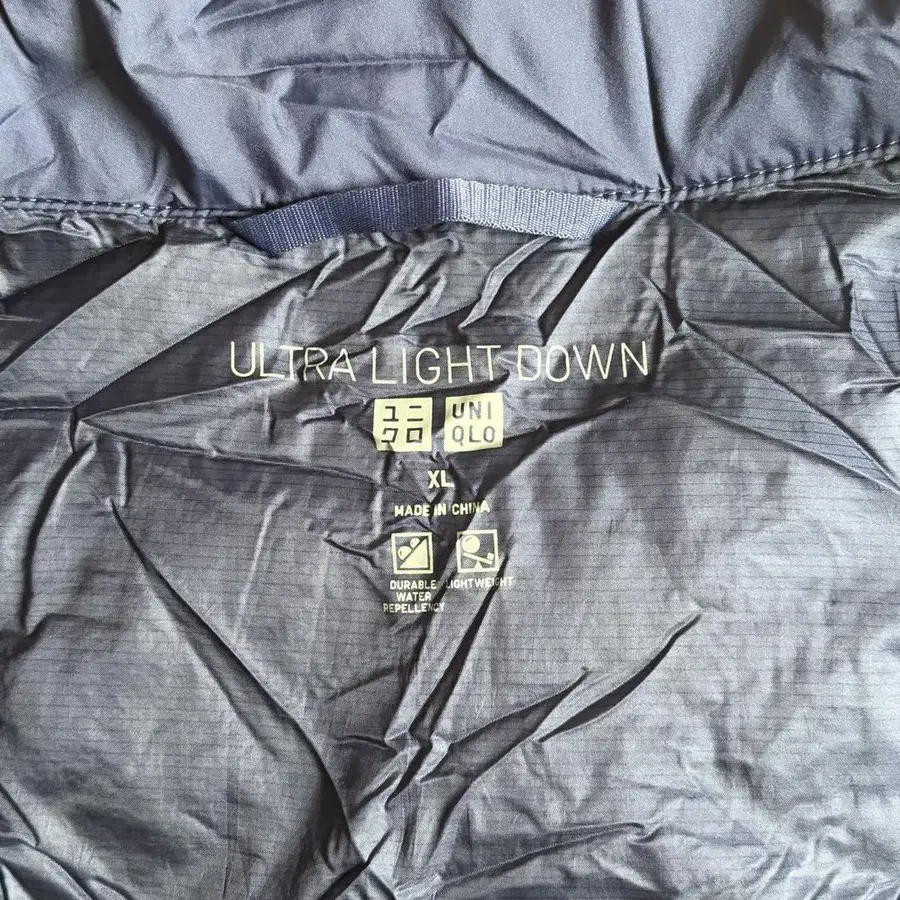 ULTRA LIGHT DOWN
ユニ
クロ
UNI
QLO
XL
MADE IN CHINA
DURABLE
WATER
REPELLENCY
LIGHTWEIGHT